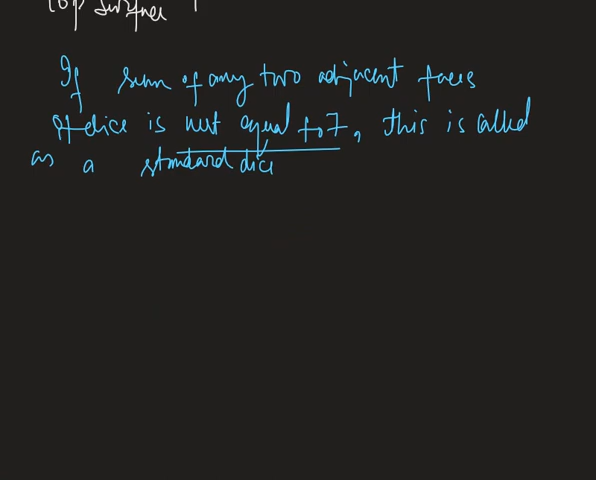 Top surface
If sum of any two adjacent faces
of dice is not equal to 7, this is called
as a standard dice